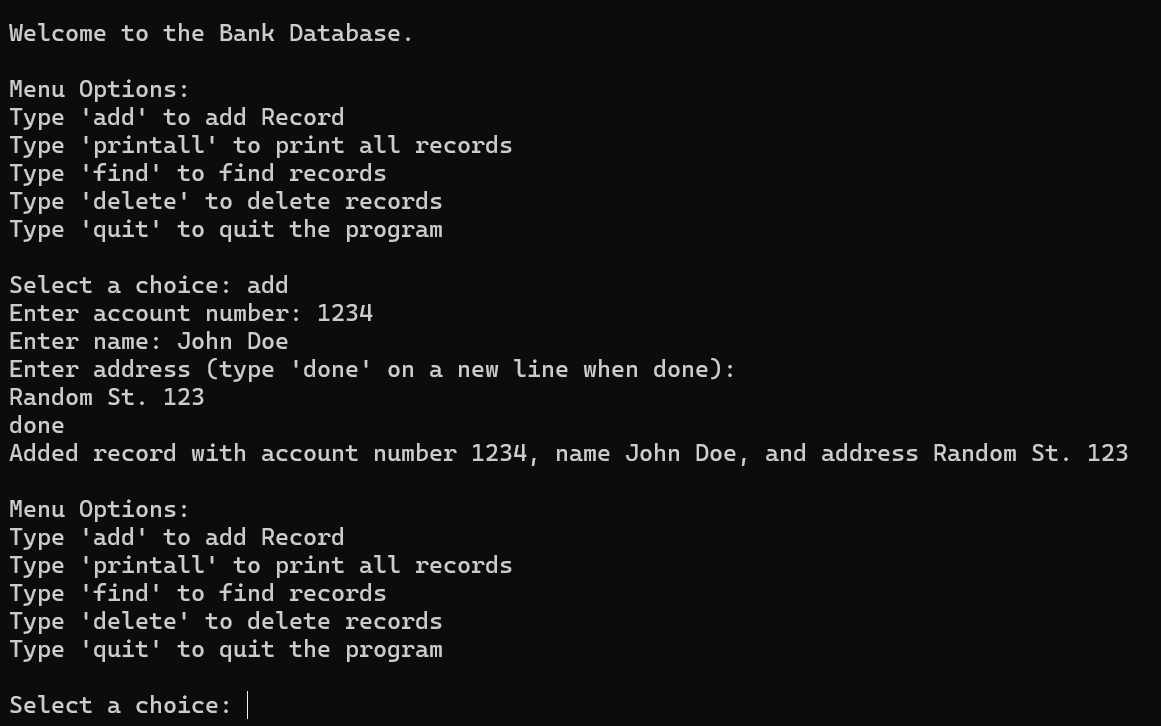 Welcome to the Bank Database.
Menu Options:
Type 'add' to add Record
Type 'printall' to print all records
Type 'find' to find records
Type 'delete' to delete records
Type 'quit' to quit the program
Select a choice: add
Enter account number: 1234
Enter name: John Doe
Enter address (type 'done' on a new line when done):
Random St. 123
done
Added record with account number 1234, name John Doe, and address Random St. 123
Menu Options:
Type 'add' to add Record
Type 'printall' to print all records
Type 'find' to find records
Type 'delete' to delete records
Type 'quit' to quit the program
Select a choice: